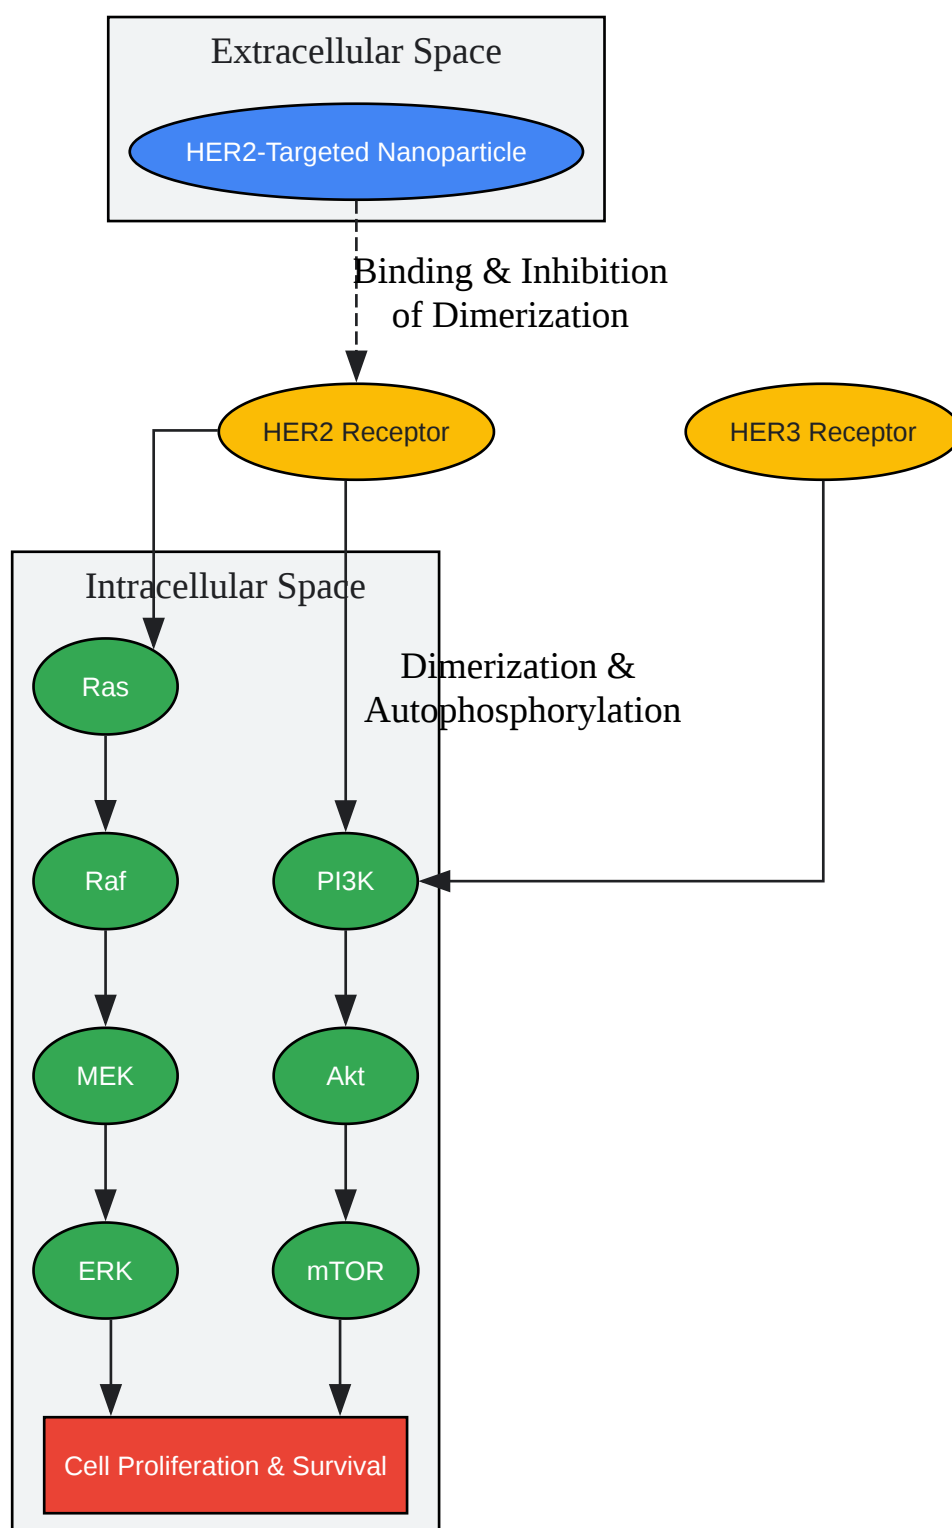 Extracellular Space
HER2-Targeted Nanoparticle
Binding & Inhibition
of Dimerization
HER2 Receptor
HER3 Receptor
Intracellular Space
Ras
Dimerization &
Autophosphorylation
Raf
PI3K
MEK
Akt
ERK
mTOR
Cell Proliferation & Survival